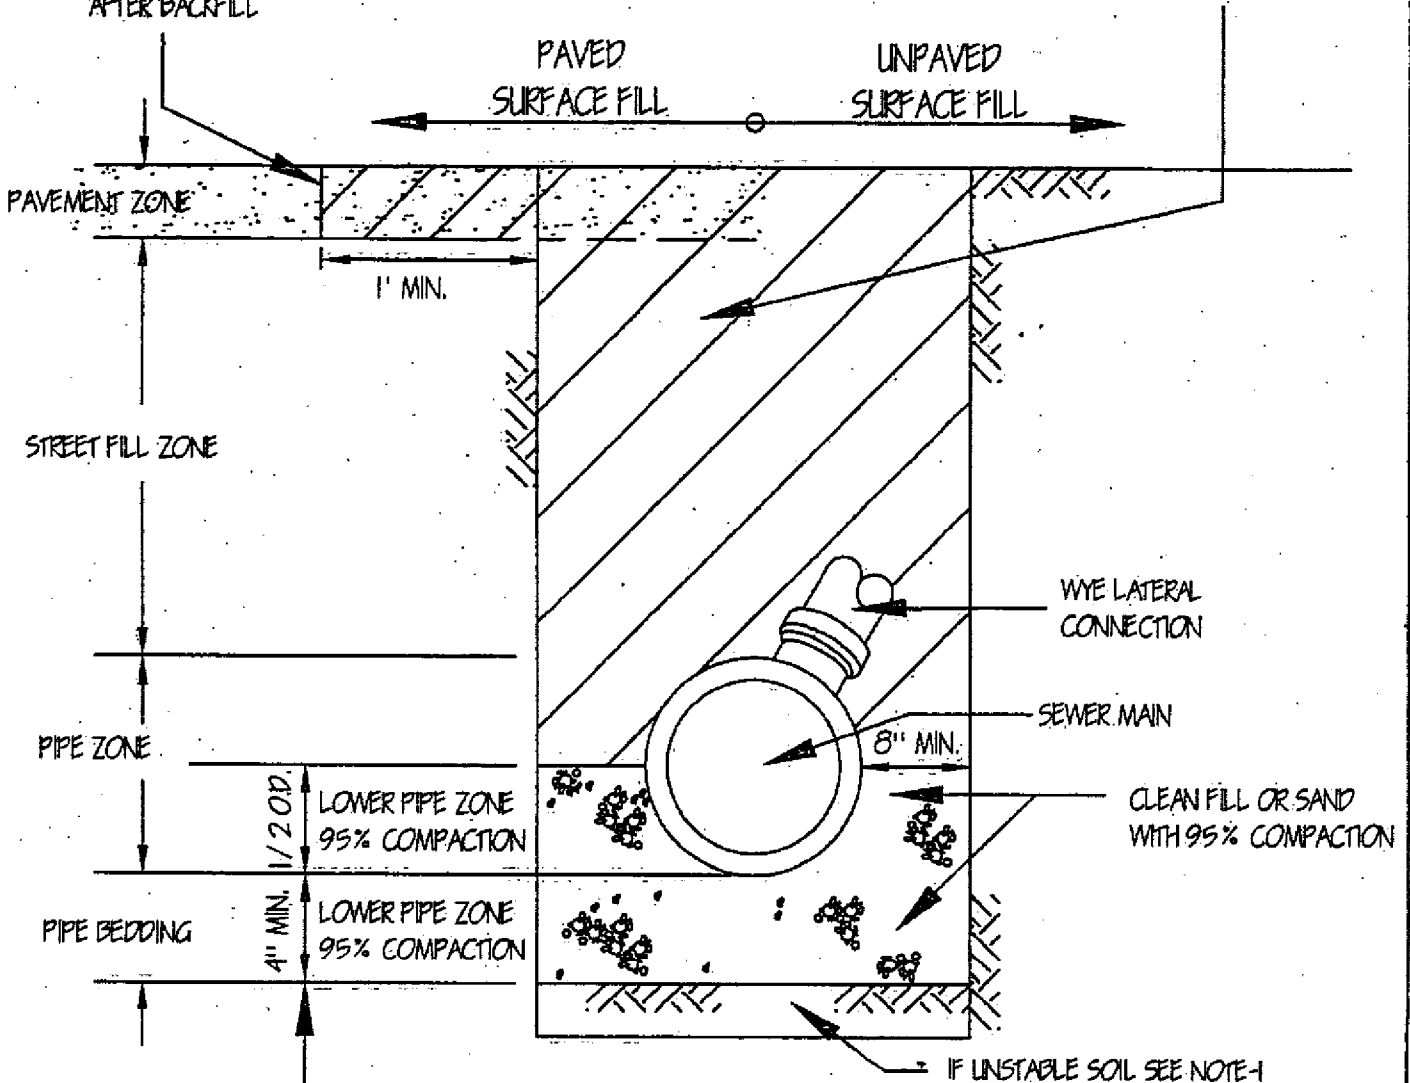 AFTER BACKFILL
PAVED
SURFACE FILL
UNPAVED
SURFACE FILL
PAVEMENT ZONE
1' MIN.
STREET FILL ZONE
WYE LATERAL
CONNECTION
SEWER MAIN
PIPE ZONE
8" MIN.
1/2 O.D.
LOWER PIPE ZONE
95% COMPACTION
CLEAN FILL OR SAND
WITH 95% COMPACTION
PIPE BEDDING
4" MIN.
LOWER PIPE ZONE
95% COMPACTION
IF UNSTABLE SOIL SEE NOTE-1